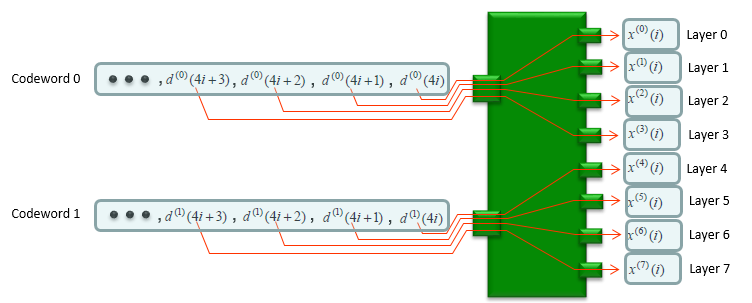 x^{(0)}(i) Layer 0
x^{(1)}(i) Layer 1
Codeword 0 • • • , d^{(0)}(4i+3), d^{(0)}(4i+2), d^{(0)}(4i+1), d^{(0)}(4i)
x^{(2)}(i) Layer 2
x^{(3)}(i) Layer 3
x^{(4)}(i) Layer 4
x^{(5)}(i) Layer 5
Codeword 1 • • • , d^{(1)}(4i+3), d^{(1)}(4i+2), d^{(1)}(4i+1), d^{(1)}(4i)
x^{(6)}(i) Layer 6
x^{(7)}(i) Layer 7